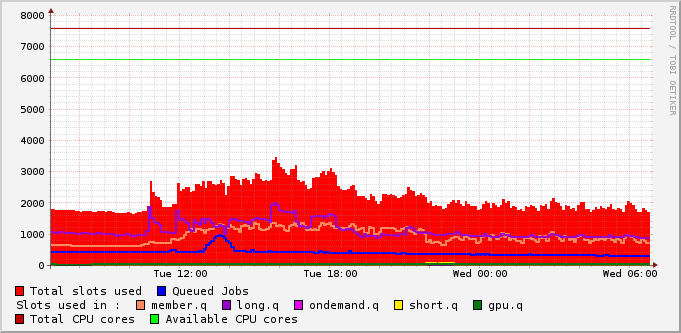 8000
7000
6000
5000
4000
3000
2000
1000
0
Tue 12:00 Tue 18:00 Wed 00:00 Wed 06:00
RRDTOOL / TOBI OETIKER
Total slots used Queued Jobs
Slots used in : member.q long.q ondemand.q short.q gpu.q
Total CPU cores Available CPU cores